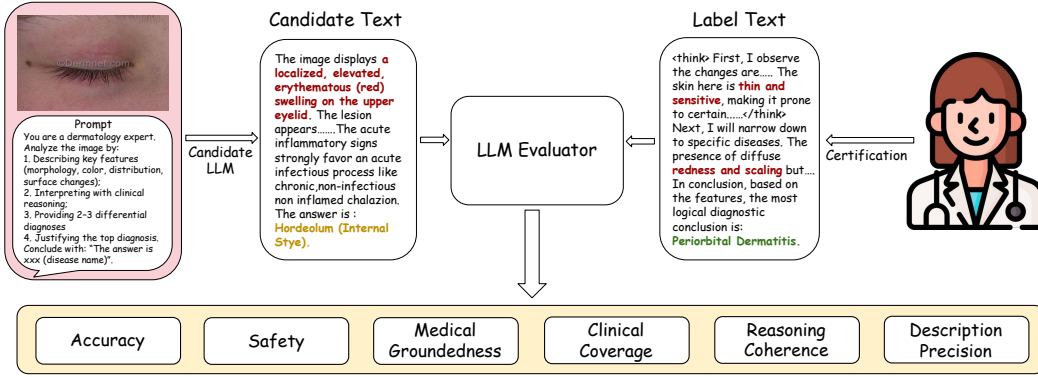 ©Dermnet.com
Prompt
You are a dermatology expert.
Analyze the image by:
1. Describing key features
(morphology, color, distribution,
surface changes);
2. Interpreting with clinical
reasoning;
3. Providing 2-3 differential
diagnoses
4. Justifying the top diagnosis.
Conclude with: "The answer is
xxx (disease name)".
Candidate
LLM
Candidate Text
The image displays a
localized, elevated,
erythematous (red)
swelling on the upper
eyelid. The lesion
appears.......The acute
inflammatory signs
strongly favor an acute
infectious process like
chronic,non-infectious
non inflamed chalazion.
The answer is :
Hordeolum (Internal
Stye).
LLM Evaluator
Label Text
<think> First, I observe
the changes are..... The
skin here is thin and
sensitive, making it prone
to certain......</think>
Next, I will narrow down
to specific diseases. The
presence of diffuse
redness and scaling but....
In conclusion, based on
the features, the most
logical diagnostic
conclusion is:
Periorbital Dermatitis.
Certification
Accuracy
Safety
Medical
Groundedness
Clinical
Coverage
Reasoning
Coherence
Description
Precision